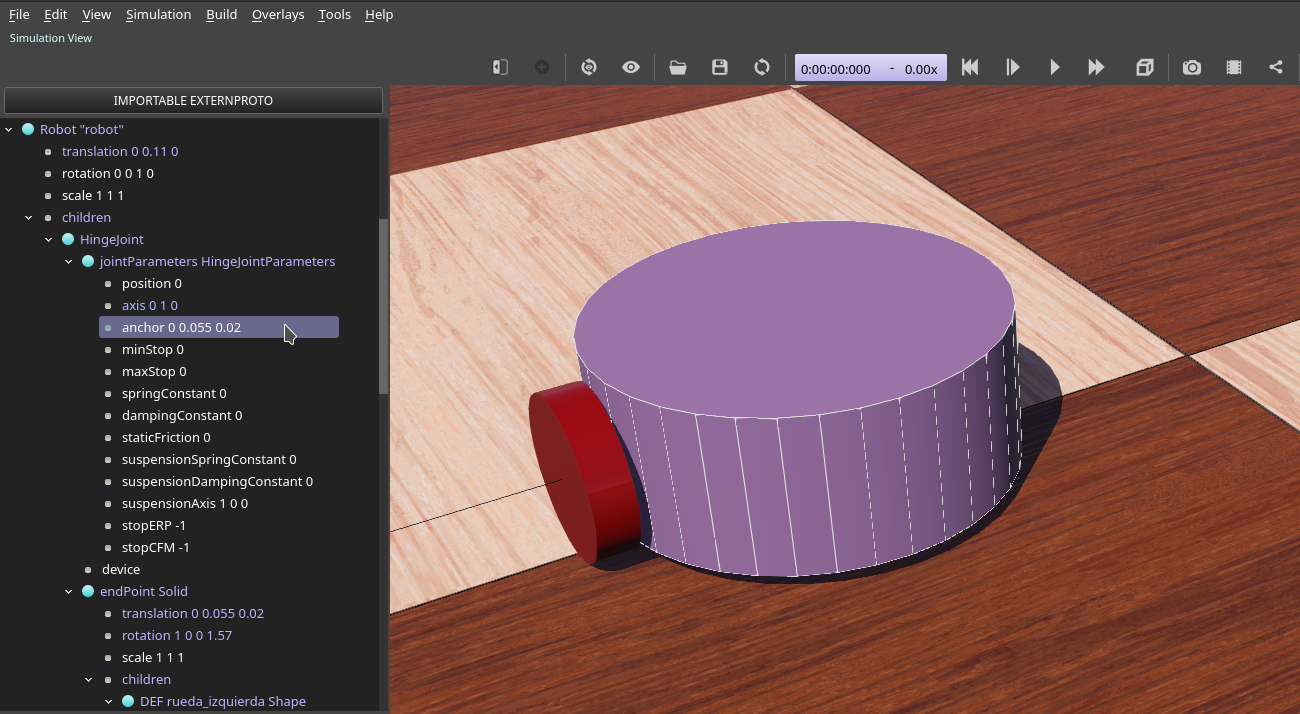 File Edit View Simulation Build Overlays Tools Help
Simulation View
0:00:00:000 - 0.00x
IMPORTABLE EXTERNPROTO
Robot "robot"
translation 0 0.11 0
rotation 0 0 1 0
scale 1 1 1
children
HingeJoint
jointParameters HingeJointParameters
position 0
axis 0 1 0
anchor 0 0.055 0.02
minStop 0
maxStop 0
springConstant 0
dampingConstant 0
staticFriction 0
suspensionSpringConstant 0
suspensionDampingConstant 0
suspensionAxis 1 0 0
stopERP -1
stopCFM -1
device
endPoint Solid
translation 0 0.055 0.02
rotation 1 0 0 1.57
scale 1 1 1
children
DEF rueda_izquierda Shape